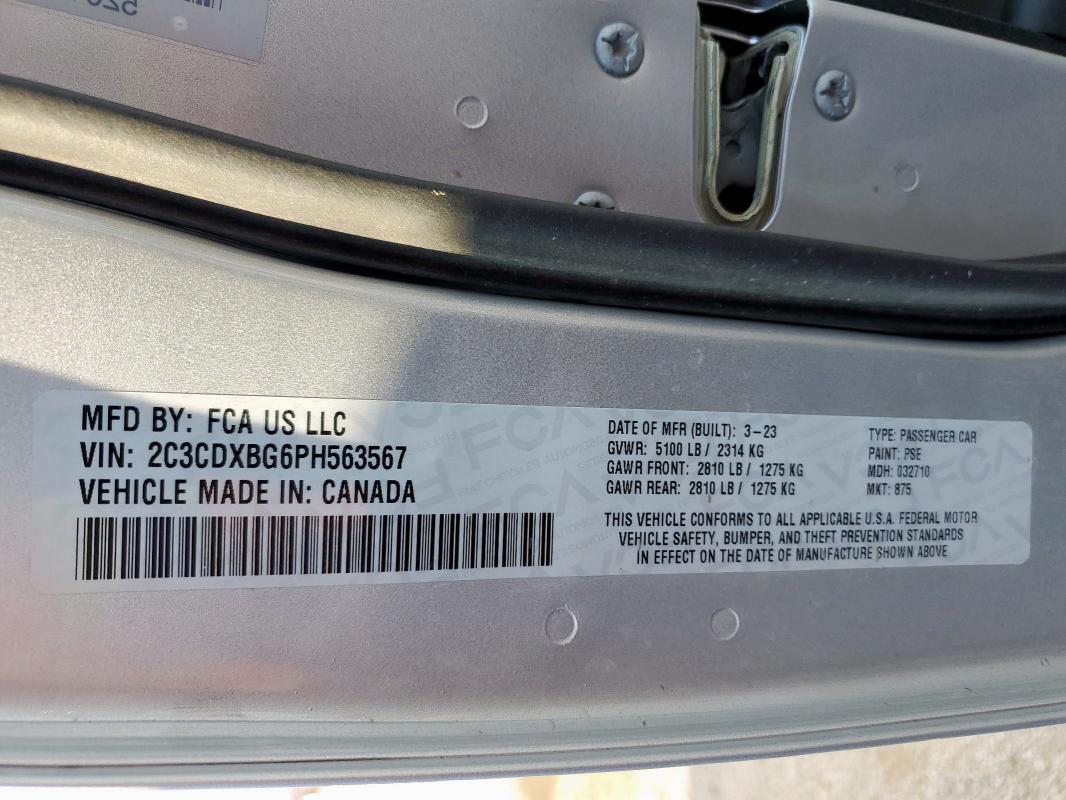 MFD BY: FCA US LLC
VIN: 2C3CDXBG6PH563567
VEHICLE MADE IN: CANADA
DATE OF MFR (BUILT): 3-23
GVWR: 5100 LB / 2314 KG
GAWR FRONT: 2810 LB / 1275 KG
GAWR REAR: 2810 LB / 1275 KG
TYPE: PASSENGER CAR
PAINT: PSE
MDH: 032710
MKT: 875
THIS VEHICLE CONFORMS TO ALL APPLICABLE U.S.A. FEDERAL MOTOR
VEHICLE SAFETY, BUMPER, AND THEFT PREVENTION STANDARDS
IN EFFECT ON THE DATE OF MANUFACTURE SHOWN ABOVE